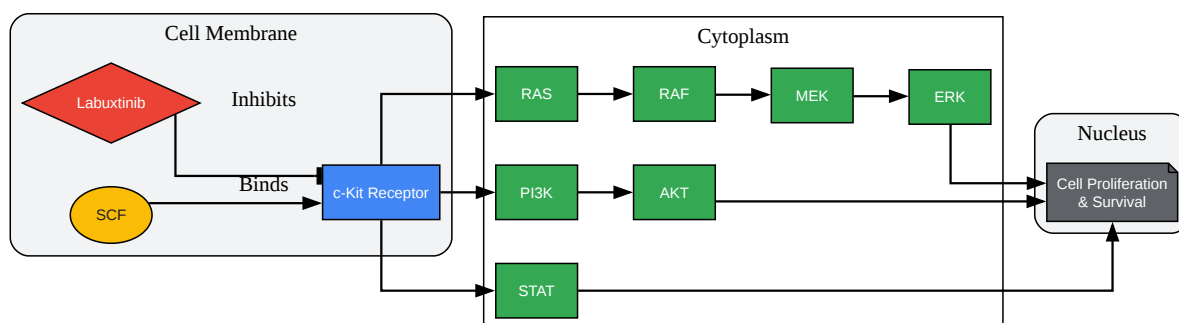 Cell Membrane
Cytoplasm
Labuxtinib
Inhibits
RAS
RAF
MEK
ERK
Nucleus
Binds
c-Kit Receptor
PI3K
AKT
Cell Proliferation
& Survival
SCF
STAT